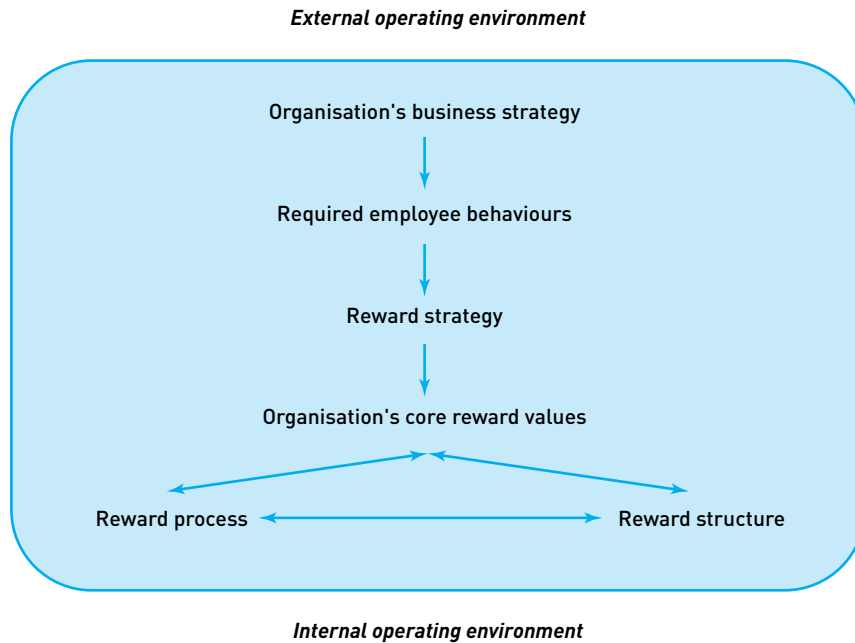 External operating environment
Organisation's business strategy
Required employee behaviours
Reward strategy
Organisation's core reward values
Reward process
Reward structure
Internal operating environment